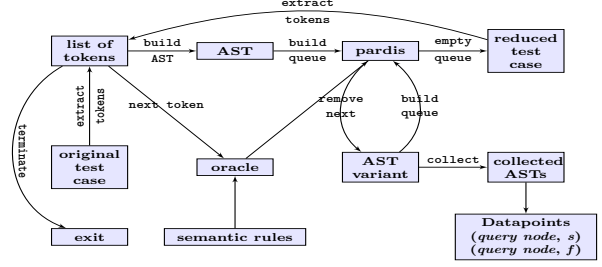 extract
tokens
list of
tokens
build
AST
AST
build
queue
pardis
empty
queue
reduced
test
case
terminate
extract
tokens
next token
remove
next
build
queue
original
test
case
oracle
AST
variant
collect
collected
ASTs
exit
semantic rules
Datapoints
(query node, s)
(query node, f)